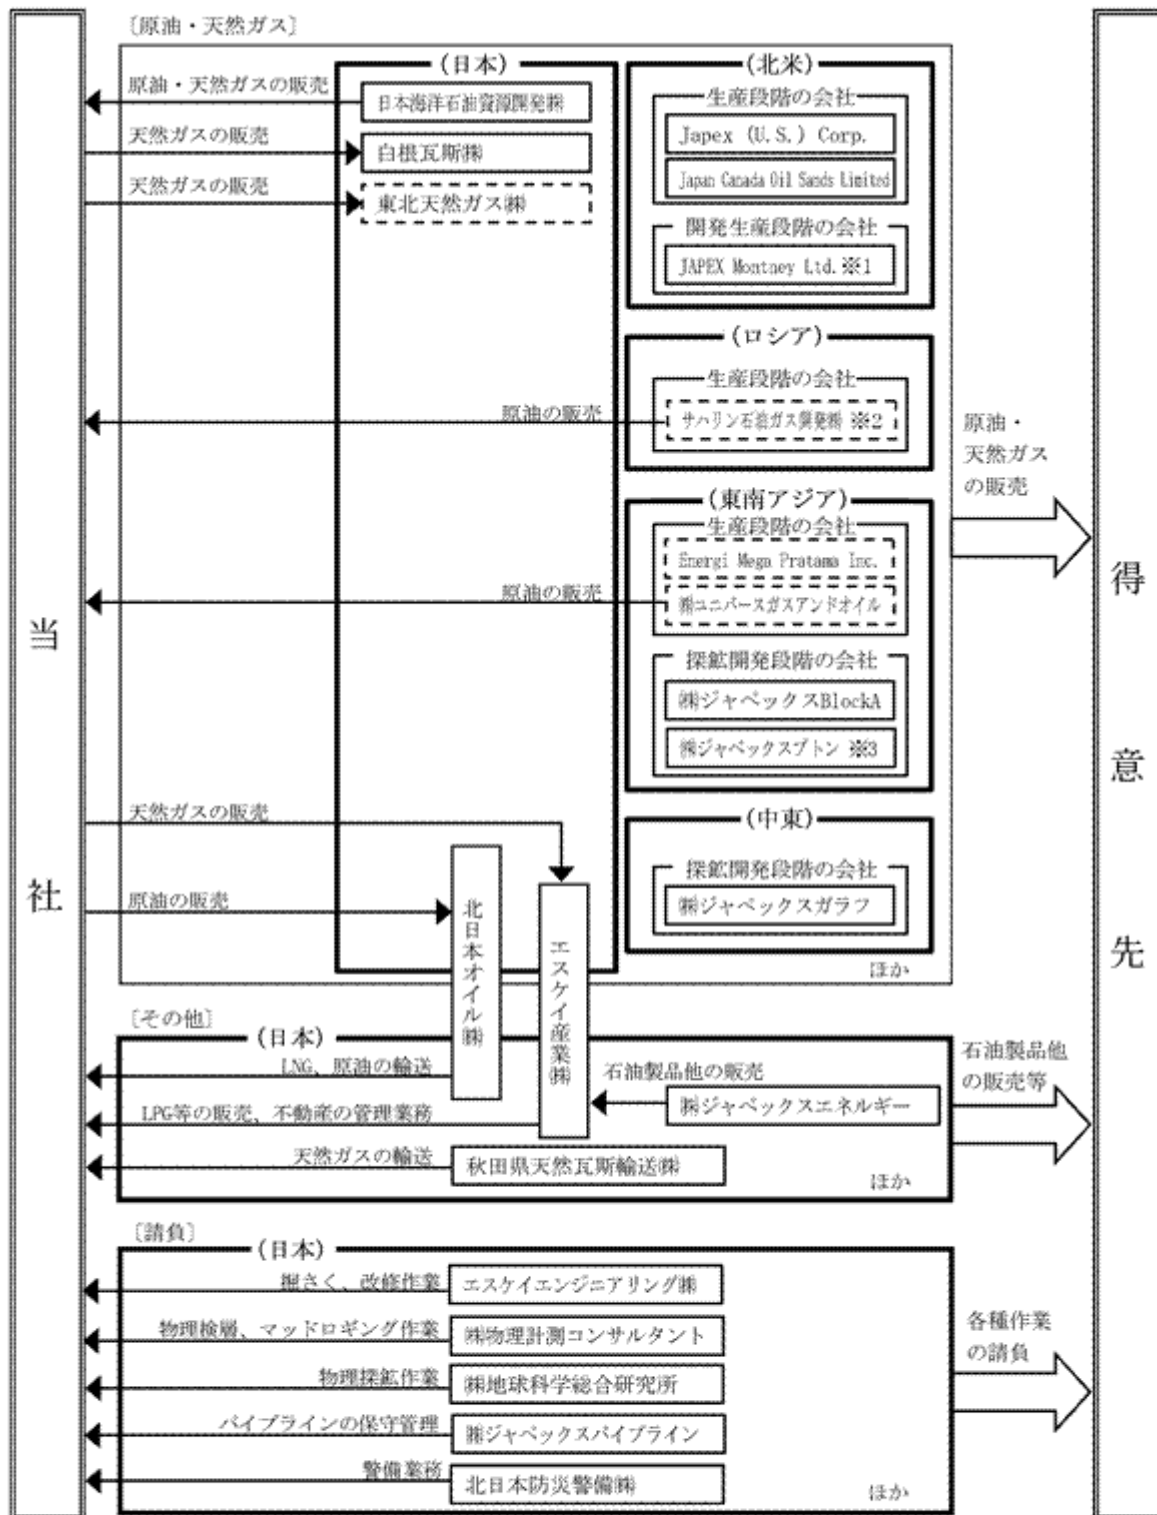 〔原油・天然ガス〕
(日本)
原油・天然ガスの販売
日本海洋石油資源開発㈱
天然ガスの販売
白根瓦斯㈱
天然ガスの販売
東北天然ガス㈱
(北米)
生産段階の会社
Japex (U.S.) Corp.
Japan Canada Oil Sands Limited
開発生産段階の会社
JAPEX Montney Ltd.※1
(ロシア)
生産段階の会社
原油の販売
サハリン石油ガス開発㈱ ※2
(東南アジア)
生産段階の会社
Energi Mega Pratama Inc.
原油の販売
㈱ユニバースガスアンドオイル
探鉱開発段階の会社
㈱ジャペックスBlockA
㈱ジャペックスブトン ※3
(中東)
探鉱開発段階の会社
㈱ジャペックスガラフ
ほか
天然ガスの販売
原油の販売
北日本オイル㈱
エスケイ産業㈱
原油・
天然ガス
の販売
当社
得意先
〔その他〕
(日本)
LNG、原油の輸送
石油製品他の販売
㈱ジャペックスエネルギー
LPG等の販売、不動産の管理業務
天然ガスの輸送
秋田県天然瓦斯輸送㈱
ほか
石油製品他
の販売等
〔請負〕
(日本)
掘さく、改修作業
エスケイエンジニアリング㈱
物理検層、マッドロギング作業
㈱物理計測コンサルタント
物理探鉱作業
㈱地球科学総合研究所
パイプラインの保守管理
㈱ジャペックスパイプライン
警備業務
北日本防災警備㈱
ほか
各種作業
の請負